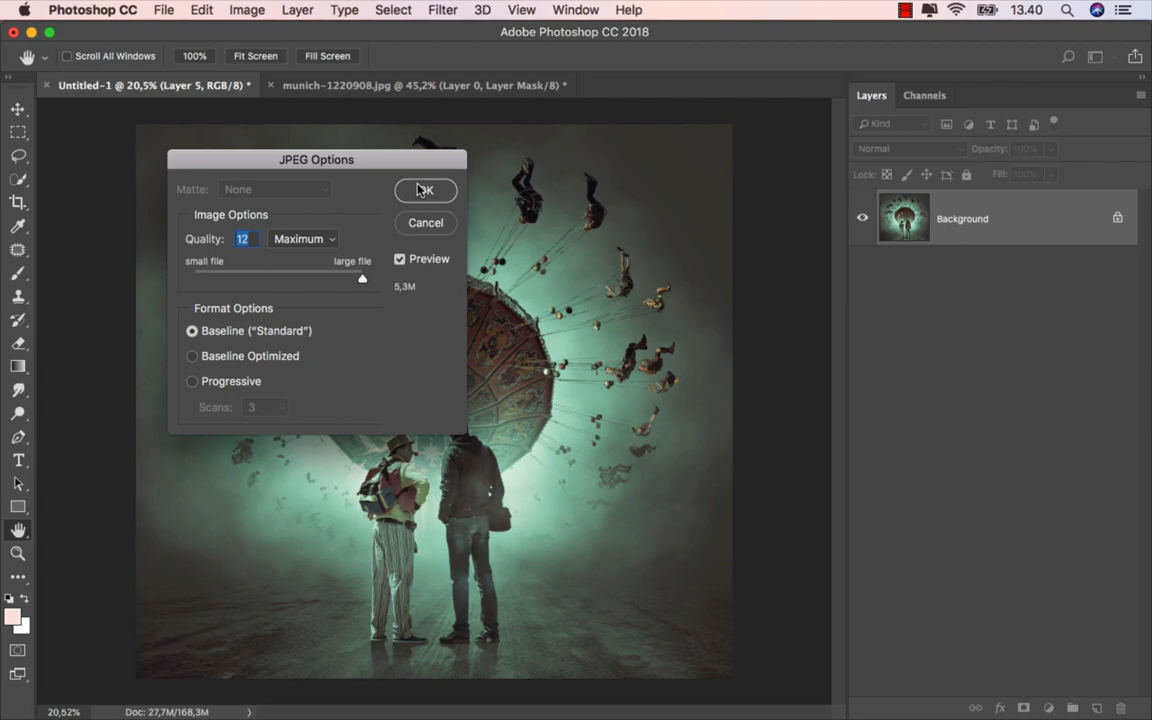 Photoshop CC File Edit Image Layer Type Select Filter 3D View Window Help 13.40
Adobe Photoshop CC 2018
Scroll All Windows 100% Fit Screen Fill Screen
Untitled-1 @ 20,5% (Layer 5, RGB/8) * munich-1220908.jpg @ 45,2% (Layer 0, Layer Mask/8) *
Layers Channels
Kind
Normal Opacity: 100%
Lock: Fill: 100%
Background
JPEG Options
Matte: None
OK
Image Options
Cancel
Quality: 12 Maximum
small file large file
Preview
5,3M
Format Options
Baseline (“Standard”)
Baseline Optimized
Progressive
Scans: 3
20,52% Doc: 27,7M/168,3M